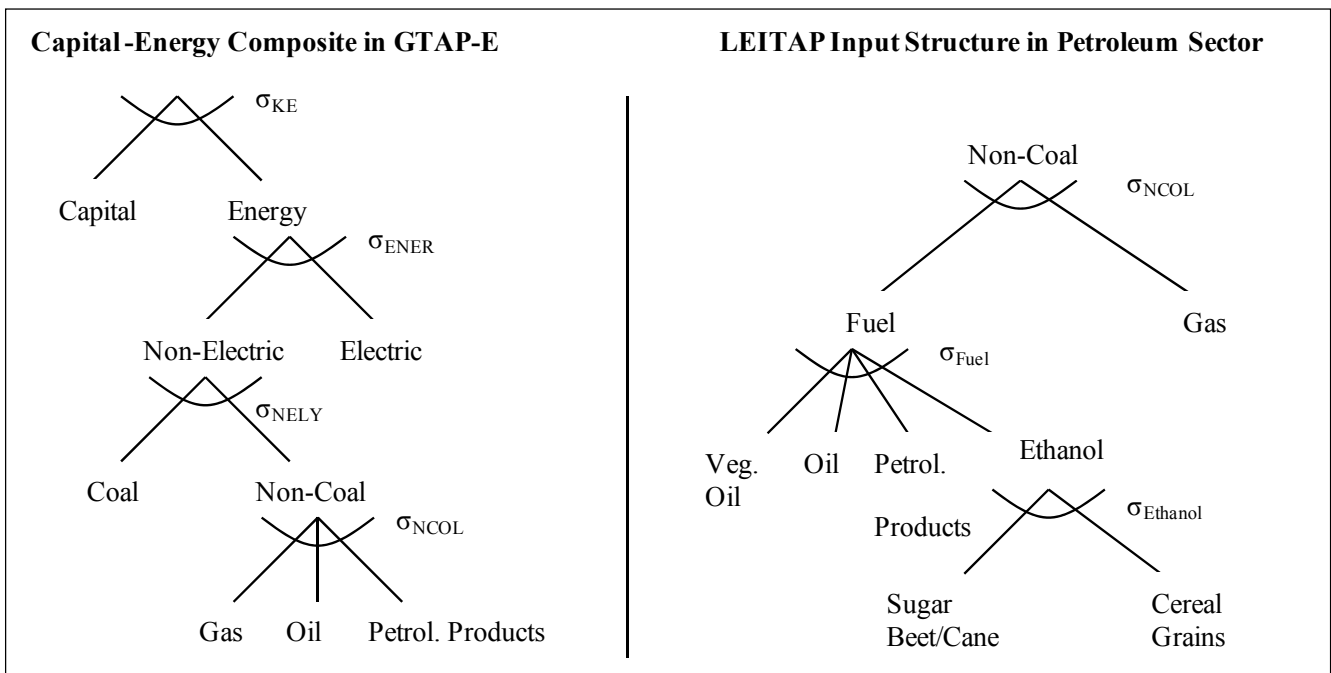 Capital-Energy Composite in GTAP-E
σKE
Capital Energy
σENER
Non-Electric Electric
σNELY
Coal Non-Coal
σNCOL
Gas Oil Petrol. Products
LEITAP Input Structure in Petroleum Sector
Non-Coal
σNCOL
Fuel Gas
σFuel
Veg. Oil Petrol. Ethanol
Oil
Products σEthanol
Sugar Cereal
Beet/Cane Grains